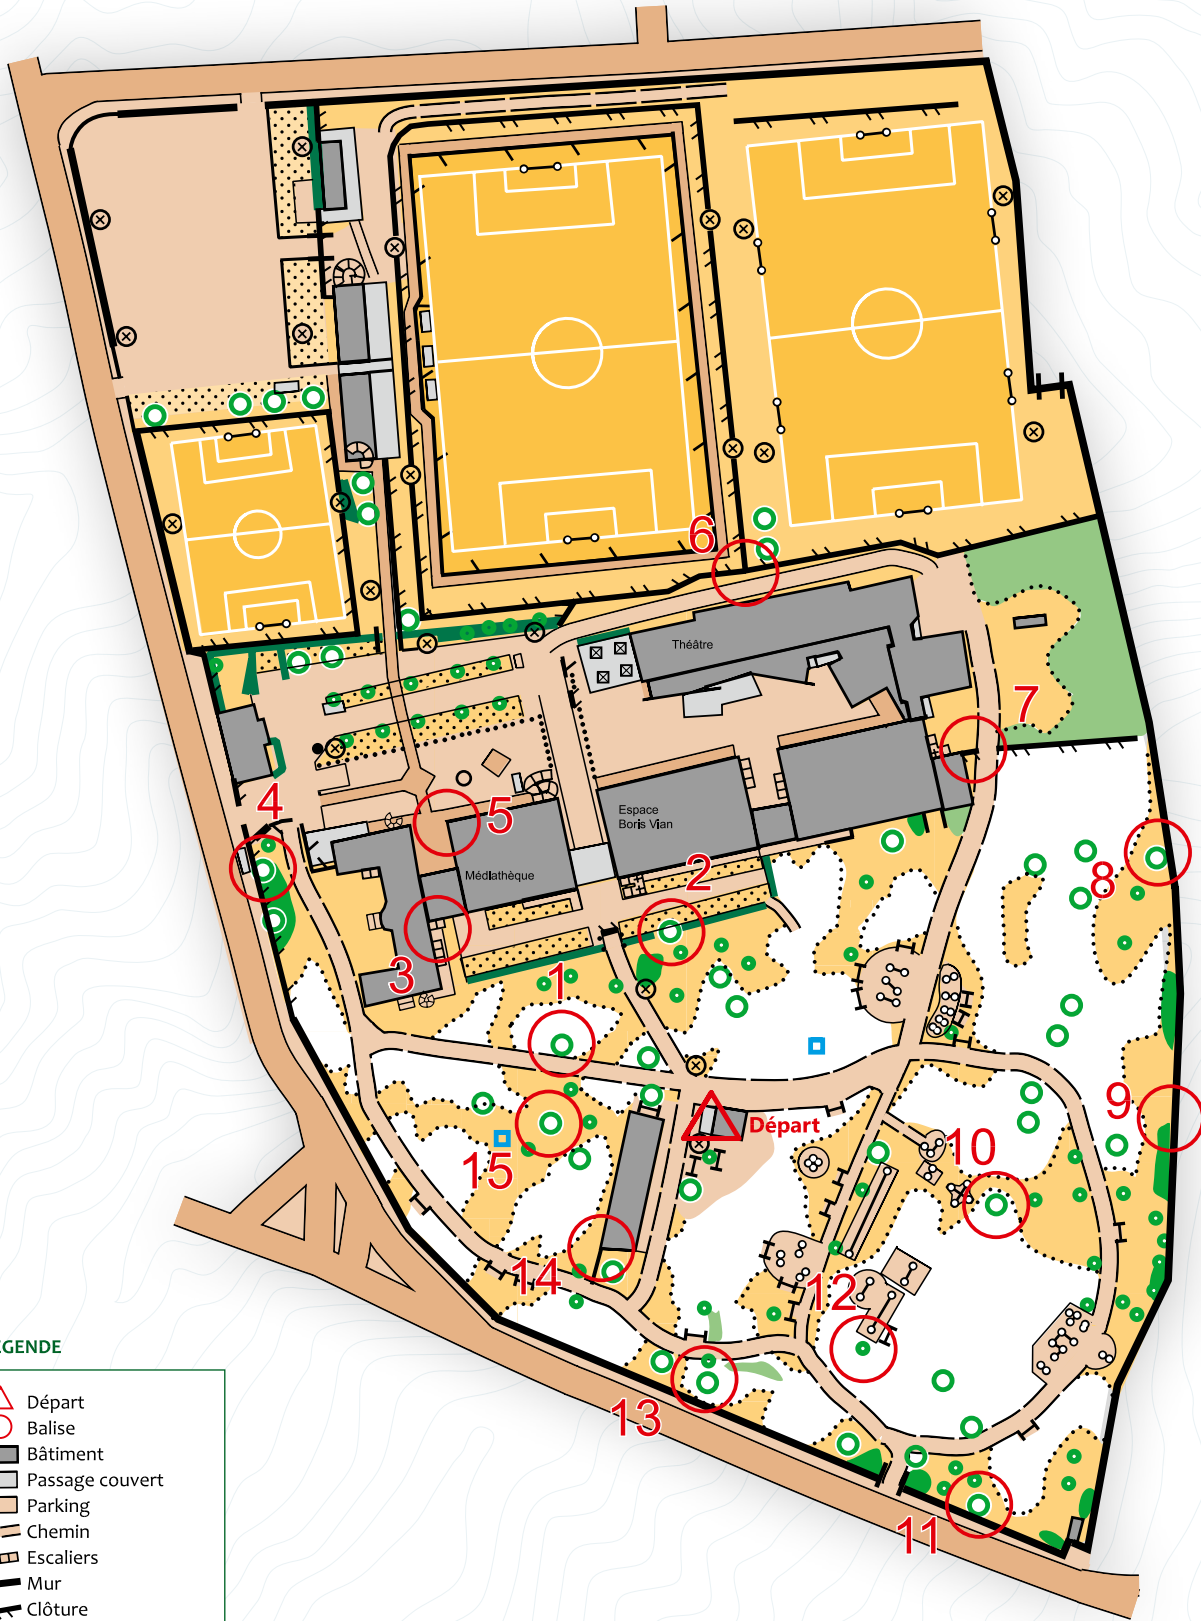 6
Théâtre
7
4
5
Espace
Boris Vian
2
Médiathèque
8
3
1
9
Départ
10
15
14
12
13
11
Départ
Balise
Bâtiment
Passage couvert
Parking
Chemin
Escaliers
Mur
Clôture